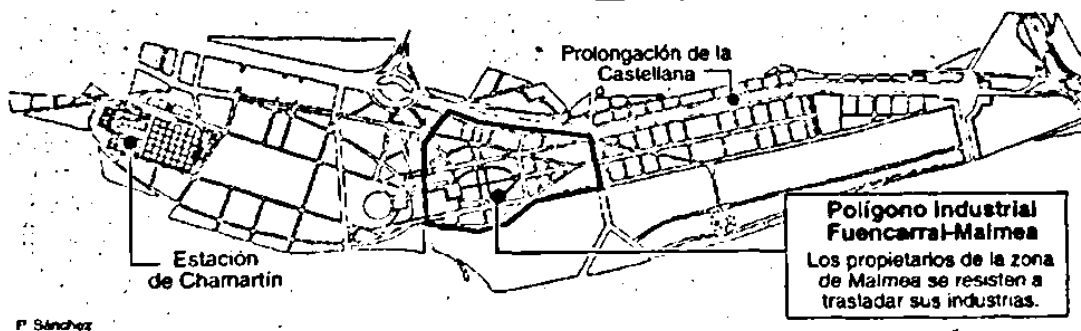 Prolongación de la
Castellana
Estación
de Chamartín
Polígono Industrial
Fuencarral-Malmea
Los propietarios de la zona
de Malmea se resisten a
trasladar sus industrias.
P. Sánchez